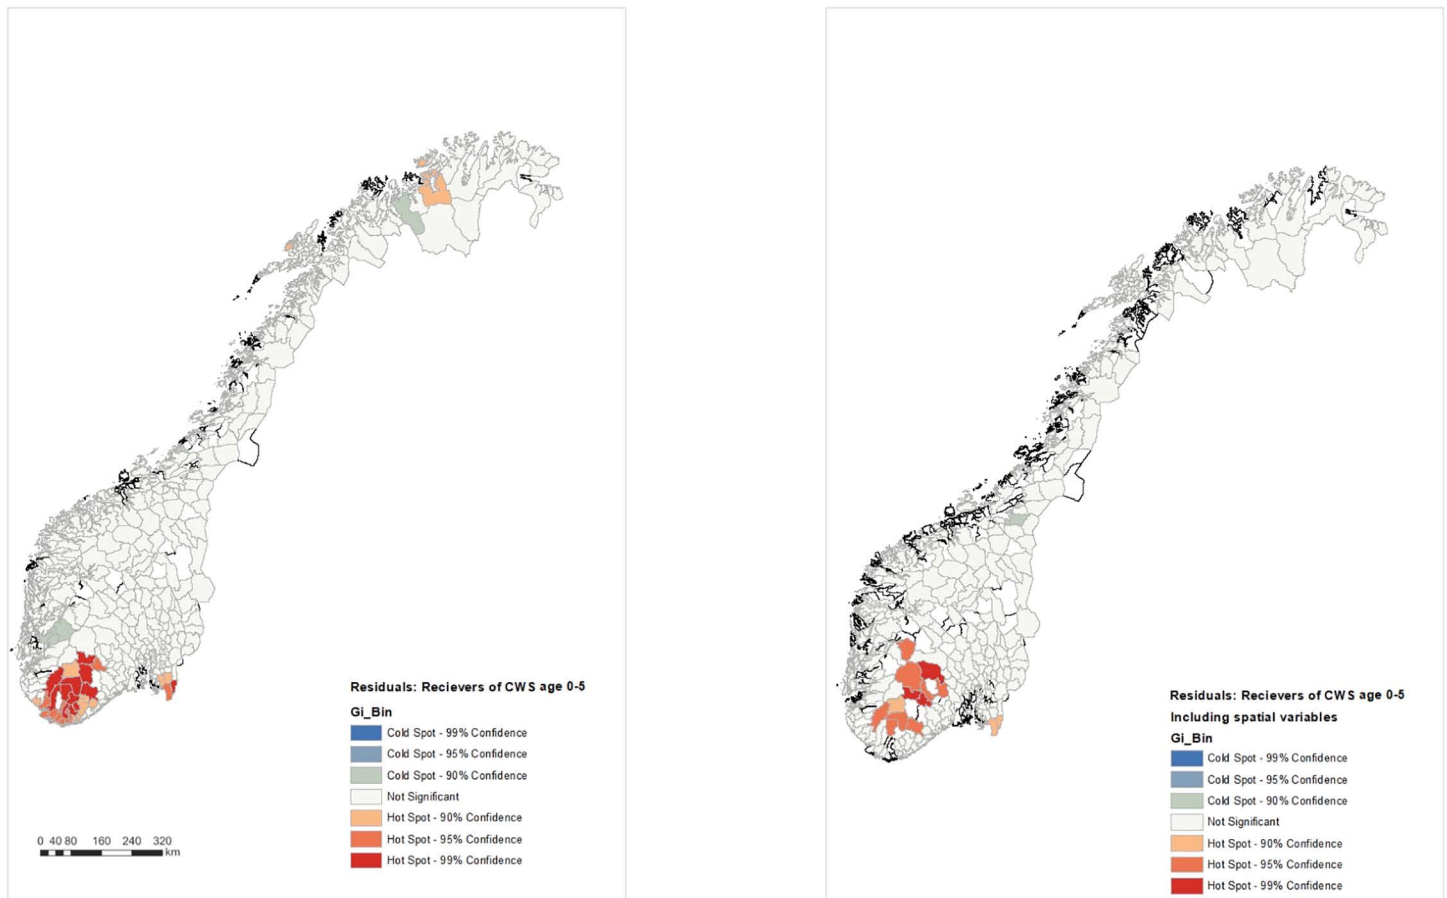 Residuals: Recievers of CWS age 0-5
Gi_Bin
Cold Spot - 99% Confidence
Cold Spot - 95% Confidence
Cold Spot - 90% Confidence
Not Significant
Hot Spot - 90% Confidence
Hot Spot - 95% Confidence
Hot Spot - 99% Confidence
0 40 80 160 240 320
km
Residuals: Recievers of CWS age 0-5
Including spatial variables
Gi_Bin
Cold Spot - 99% Confidence
Cold Spot - 95% Confidence
Cold Spot - 90% Confidence
Not Significant
Hot Spot - 90% Confidence
Hot Spot - 95% Confidence
Hot Spot - 99% Confidence